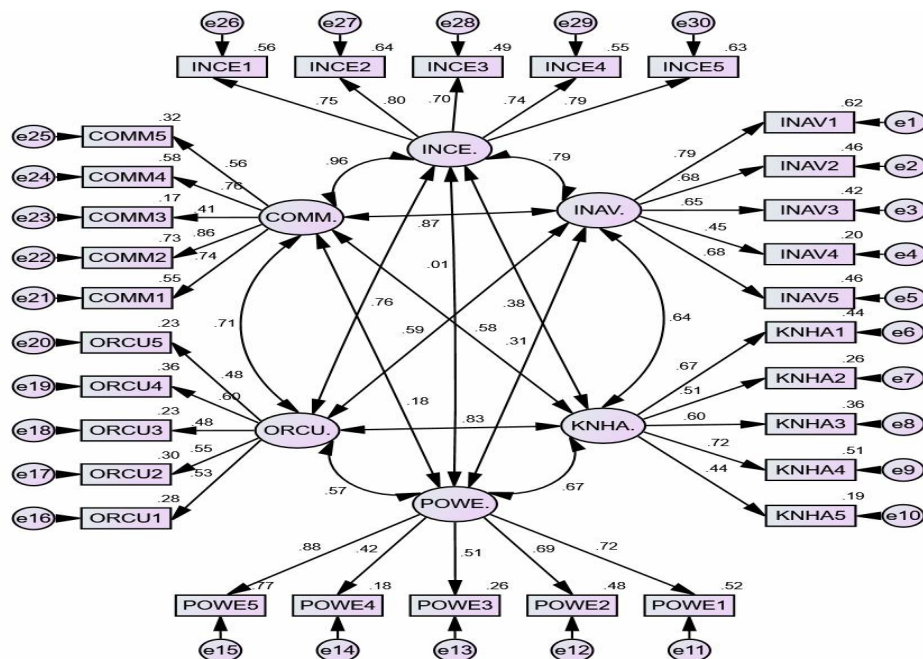 e26 e27 e28 e29 e30
.56 .64 .49 .55 .63
INCE1 INCE2 INCE3 INCE4 INCE5
.75 .80 .70 .74 .79
INCE.
.96 .79
.32
e25 COMM5
.56
.58
e24 COMM4
.76
.17
e23 COMM3
.41
COMM.
.86
.73
e22 COMM2
.74
.55
e21 COMM1
.62
INAV1 e1
.79
.46
INAV2 e2
.68
.42
INAV3 e3
.65
INAV.
.45
.20
INAV4 e4
.68
.46
INAV5 e5
.87
.01
.76 .38
.59 .58 .31
.71 .64
.18 .83
.23
e20 ORCU5
.48
.36
e19 ORCU4
.60
.23
e18 ORCU3
.48
ORCU.
.55
.30
e17 ORCU2
.53
.28
e16 ORCU1
.44
KNHA1 e6
.67
.26
KNHA2 e7
.51
.36
KNHA3 e8
.60
KNHA.
.72
.51
KNHA4 e9
.44
.19
KNHA5 e10
.57 .67
POWE.
.88 .42 .51 .69 .72
.77 .18 .26 .48 .52
POWE5 POWE4 POWE3 POWE2 POWE1
e15 e14 e13 e12 e11